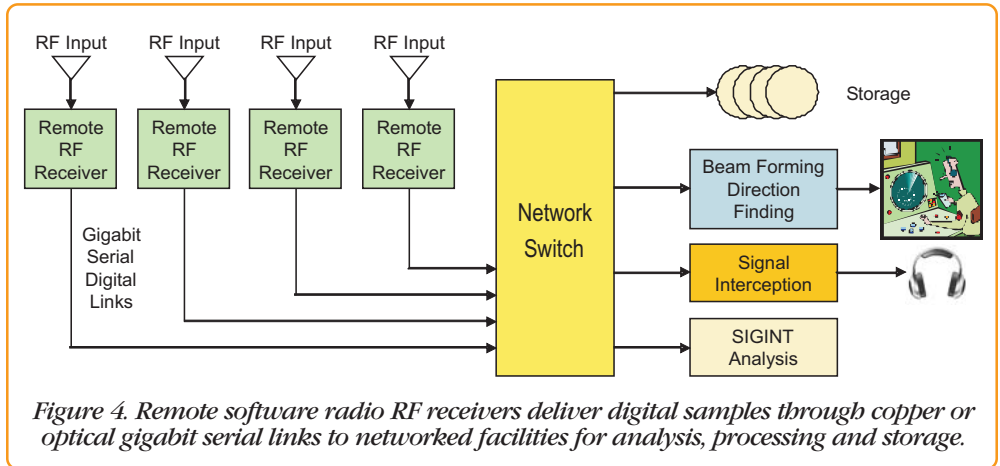 RF Input
RF Input
RF Input
RF Input
Remote
RF
Receiver
Remote
RF
Receiver
Remote
RF
Receiver
Remote
RF
Receiver
Gigabit
Serial
Digital
Links
Network
Switch
Storage
Beam Forming
Direction
Finding
Signal
Interception
SIGINT
Analysis
Figure 4. Remote software radio RF receivers deliver digital samples through copper or
optical gigabit serial links to networked facilities for analysis, processing and storage.